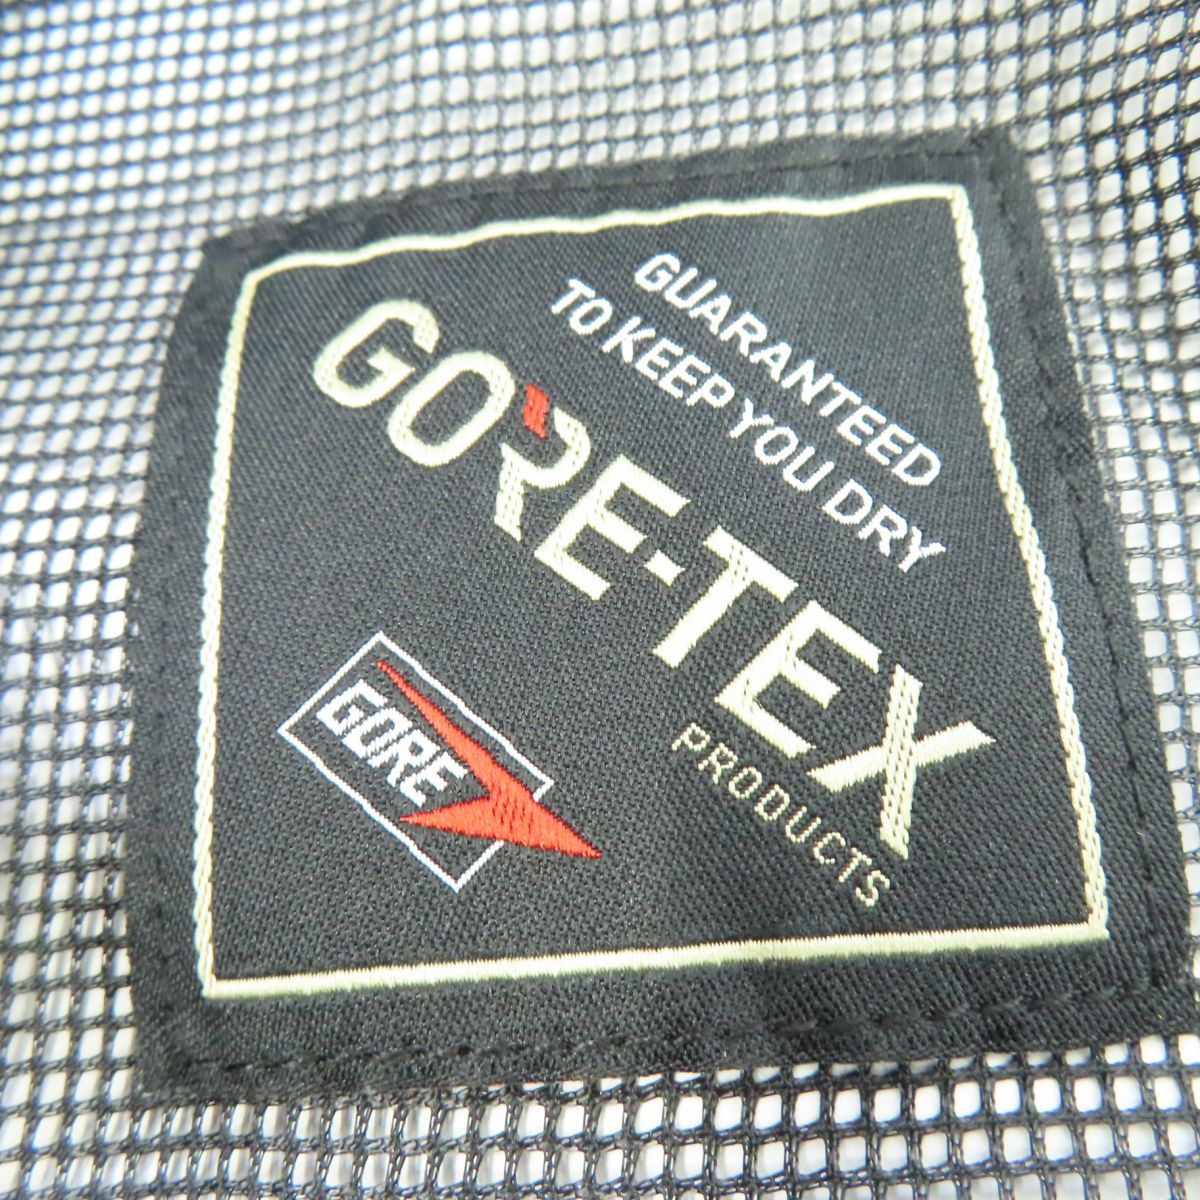 GUARANTEED
TO KEEP YOU DRY
GORE-TEX
PRODUCTS
GORE